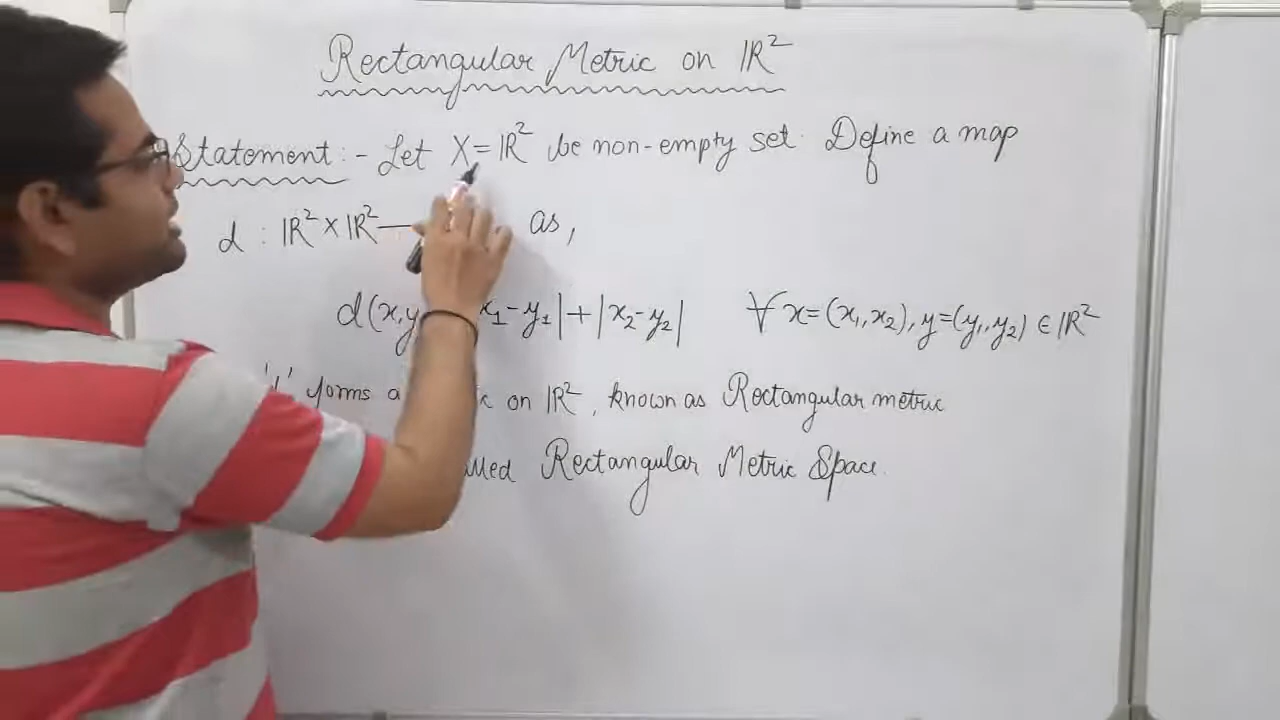 Rectangular Metric on ℝ²
Statement :- Let X = ℝ² be non-empty set. Define a map
d : ℝ² × ℝ² — as,
d(x,y x₁-y₁|+|x₂-y₂| ∀ x=(x₁,x₂), y=(y₁,y₂) ∈ ℝ²
'd' forms a on ℝ², known as Rectangular metric
Rectangular Metric Space.